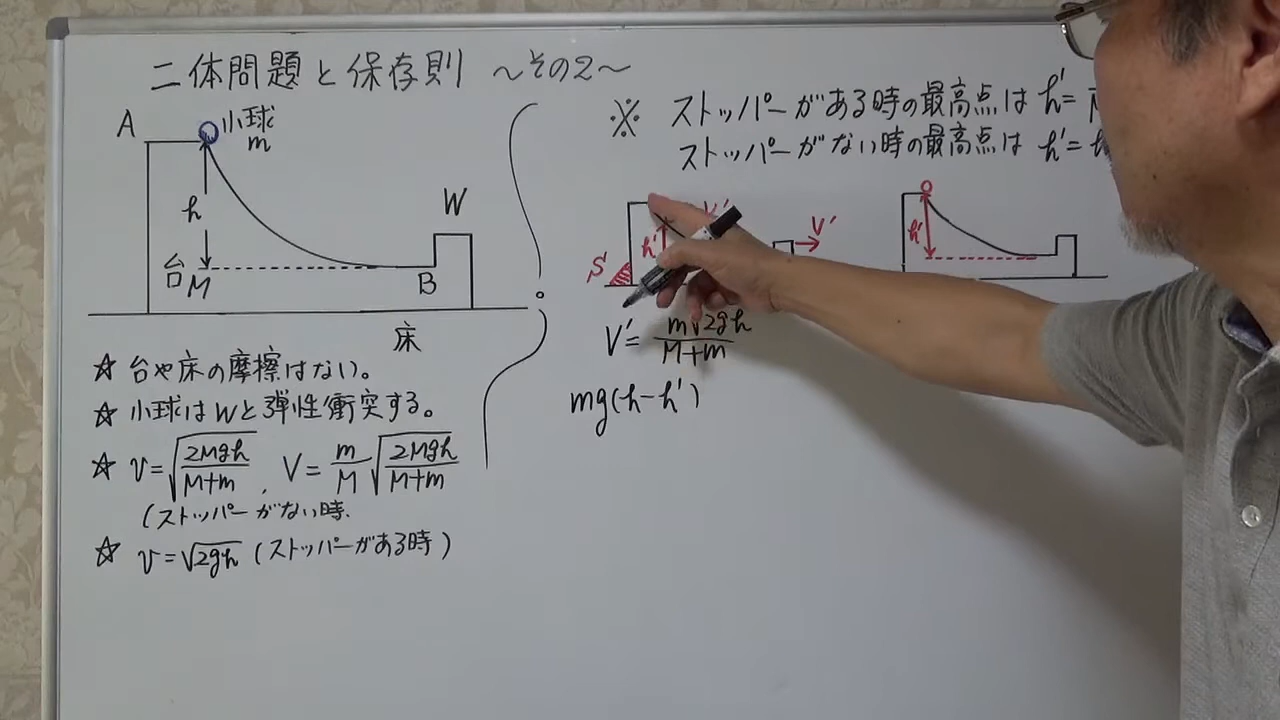 二体問題と保存則 ～その2～
A
小球
m
h
W
台
M
B
床
☆ 台や床の摩擦はない。
☆ 小球はWと弾性衝突する。
☆ v=√(2Mgh/(M+m)) , V=m/M √(2Mgh/(M+m))
(ストッパーがない時、
☆ v=√2gh (ストッパーがある時)
※ ストッパーがある時の最高点は h'=
ストッパーがない時の最高点は h'=
S
h'
V'
h'
V'= m√2gh/(M+m)
mg(h-h')